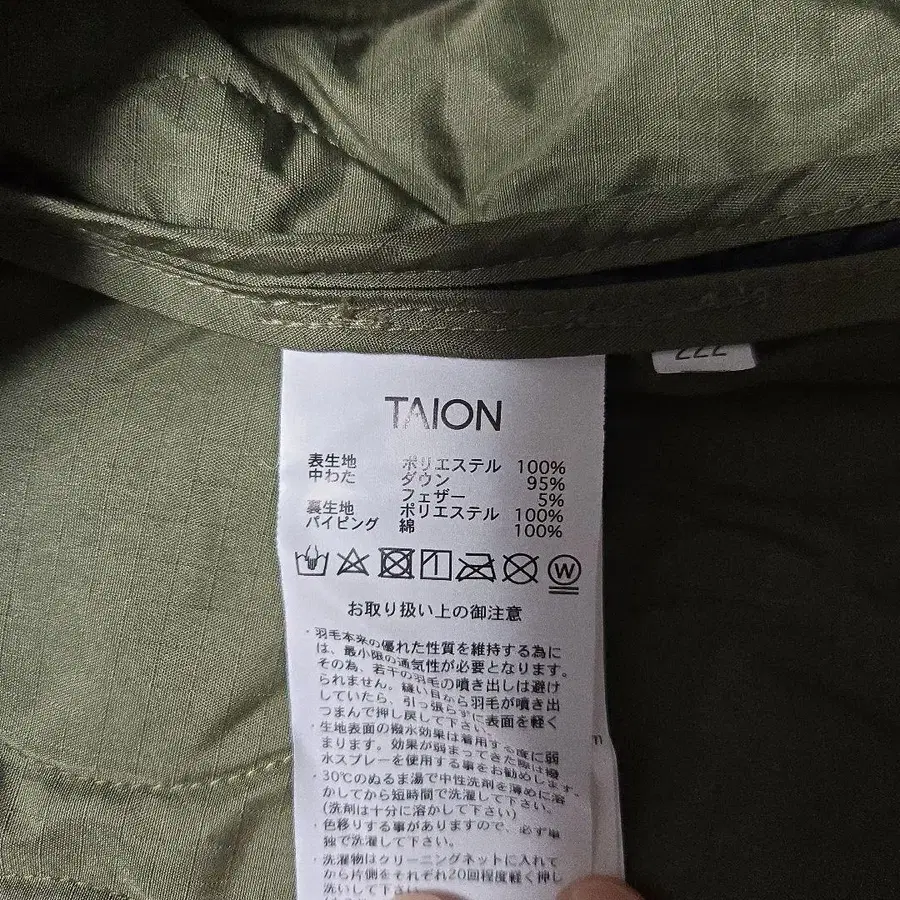 222
TAION
表生地 ポリエステル 100%
中わた ダウン 95%
フェザー 5%
裏生地 ポリエステル 100%
パイピング 綿 100%
W
お取り扱い上の御注意
・羽毛本来の優れた性質を維持する為に
は、最小限の通気性が必要となります。
その為、若干の羽毛の噴き出しは避け
られません。縫い目から羽毛が噴き出
していたら、引っ張らずに表面を軽く
つまんで押し戻して下さい。
・生地表面の撥水効果は着用する度に弱
まります。効果が弱まってきた際は撥
水スプレーを使用する事をお勧めします。
・30℃のぬるま湯で中性洗剤を薄めに溶
かしてから短時間で洗濯して下さい。
(洗剤は十分に溶かして下さい)
・色移りする事がありますので、必ず単
独で洗濯して下さい。
・洗濯物はクリーニングネットに入れて
から片側をそれぞれ20回程度軽く押し
洗いして下さい